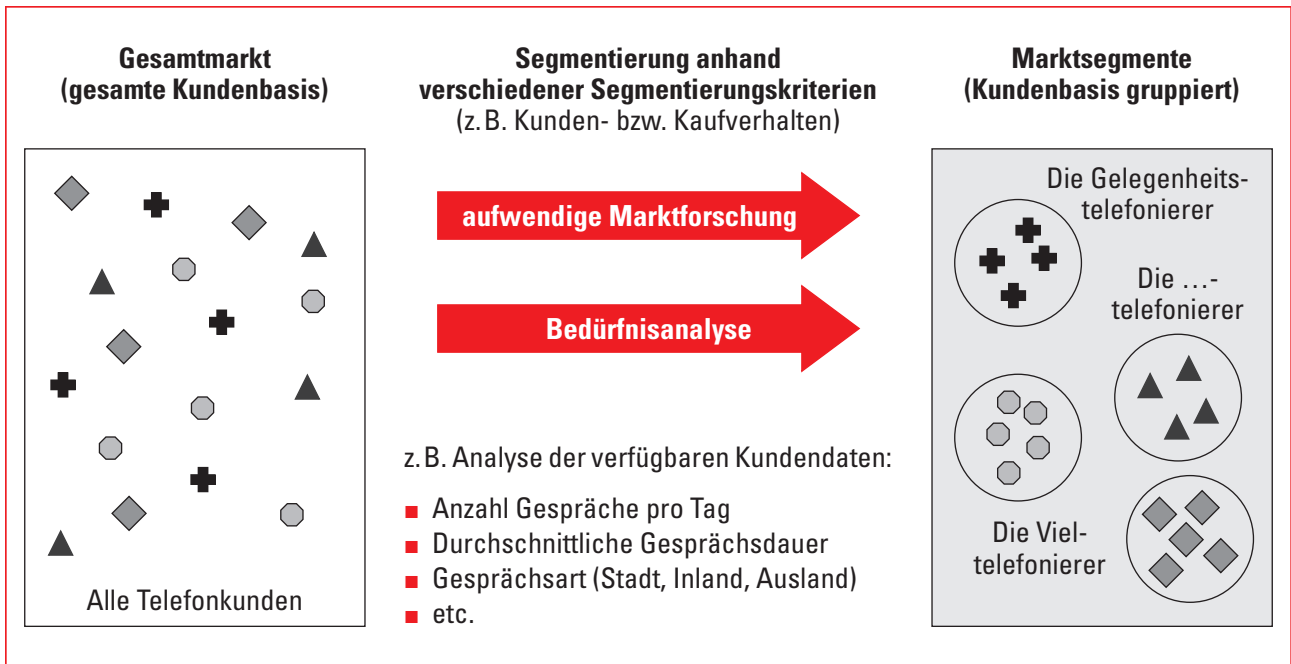 Gesamtmarkt
(gesamte Kundenbasis)
Segmentierung anhand
verschiedener Segmentierungskriterien
(z.B. Kunden- bzw. Kaufverhalten)
Marktsegmente
(Kundenbasis gruppiert)
Alle Telefonkunden
aufwendige Marktforschung
Bedürfnisanalyse
z.B. Analyse der verfügbaren Kundendaten:
Anzahl Gespräche pro Tag
Durchschnittliche Gesprächsdauer
Gesprächsart (Stadt, Inland, Ausland)
etc.
Die Gelegenheits-
telefonierer
Die …-
telefonierer
Die Viel-
telefonierer